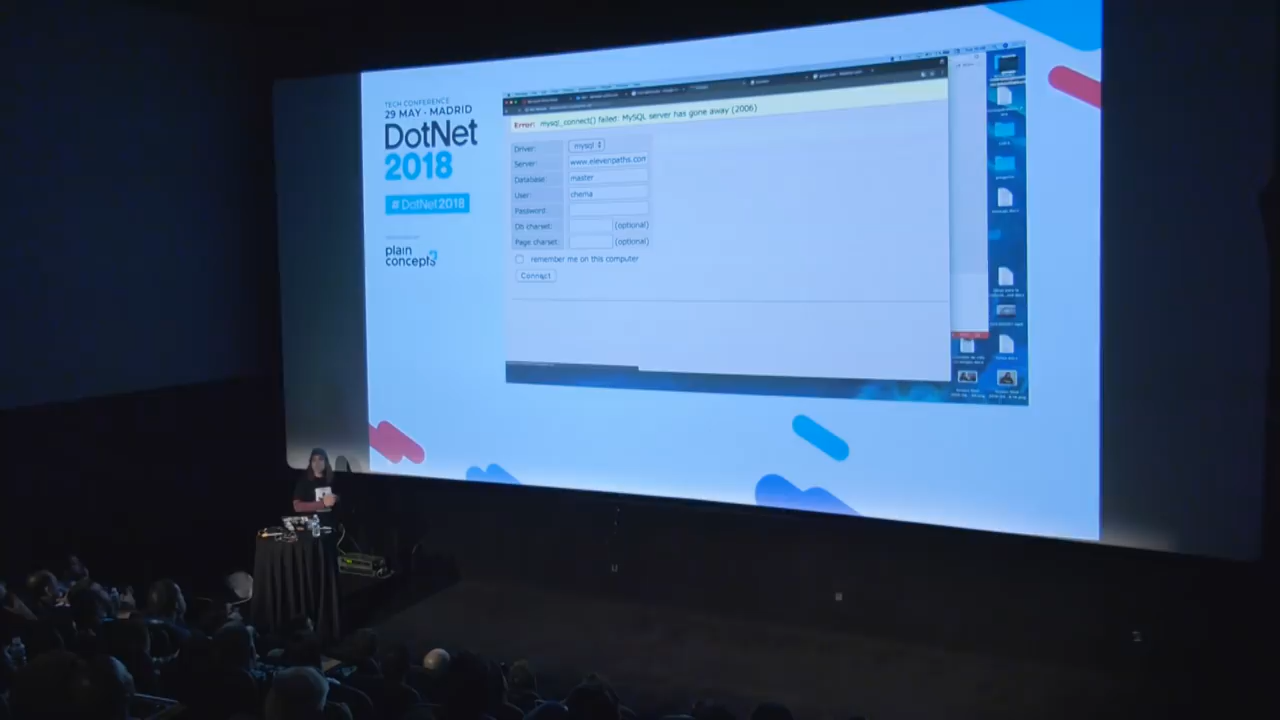 TECH CONFERENCE
29 MAY - MADRID
DotNet
2018
#DotNet2018
plain
concepts
Error: mysql_connect() failed: MySQL server has gone away (2006)
Driver: mysql
Server: www.elevenpaths.com
Database: master
User: chema
Password:
Db charset: (optional)
Page charset: (optional)
remember me on this computer
Connect